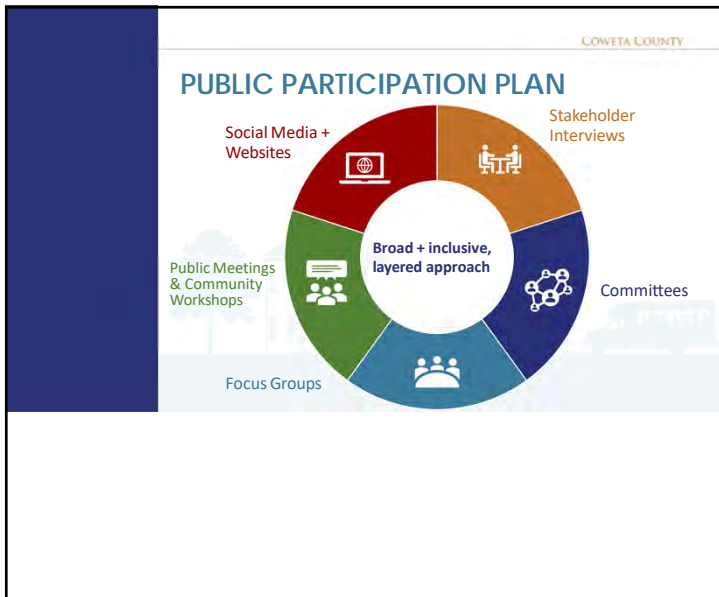 COWETA COUNTY
PUBLIC PARTICIPATION PLAN
Social Media +
Websites
Stakeholder
Interviews
Public Meetings
& Community
Workshops
Broad + inclusive,
layered approach
Committees
Focus Groups